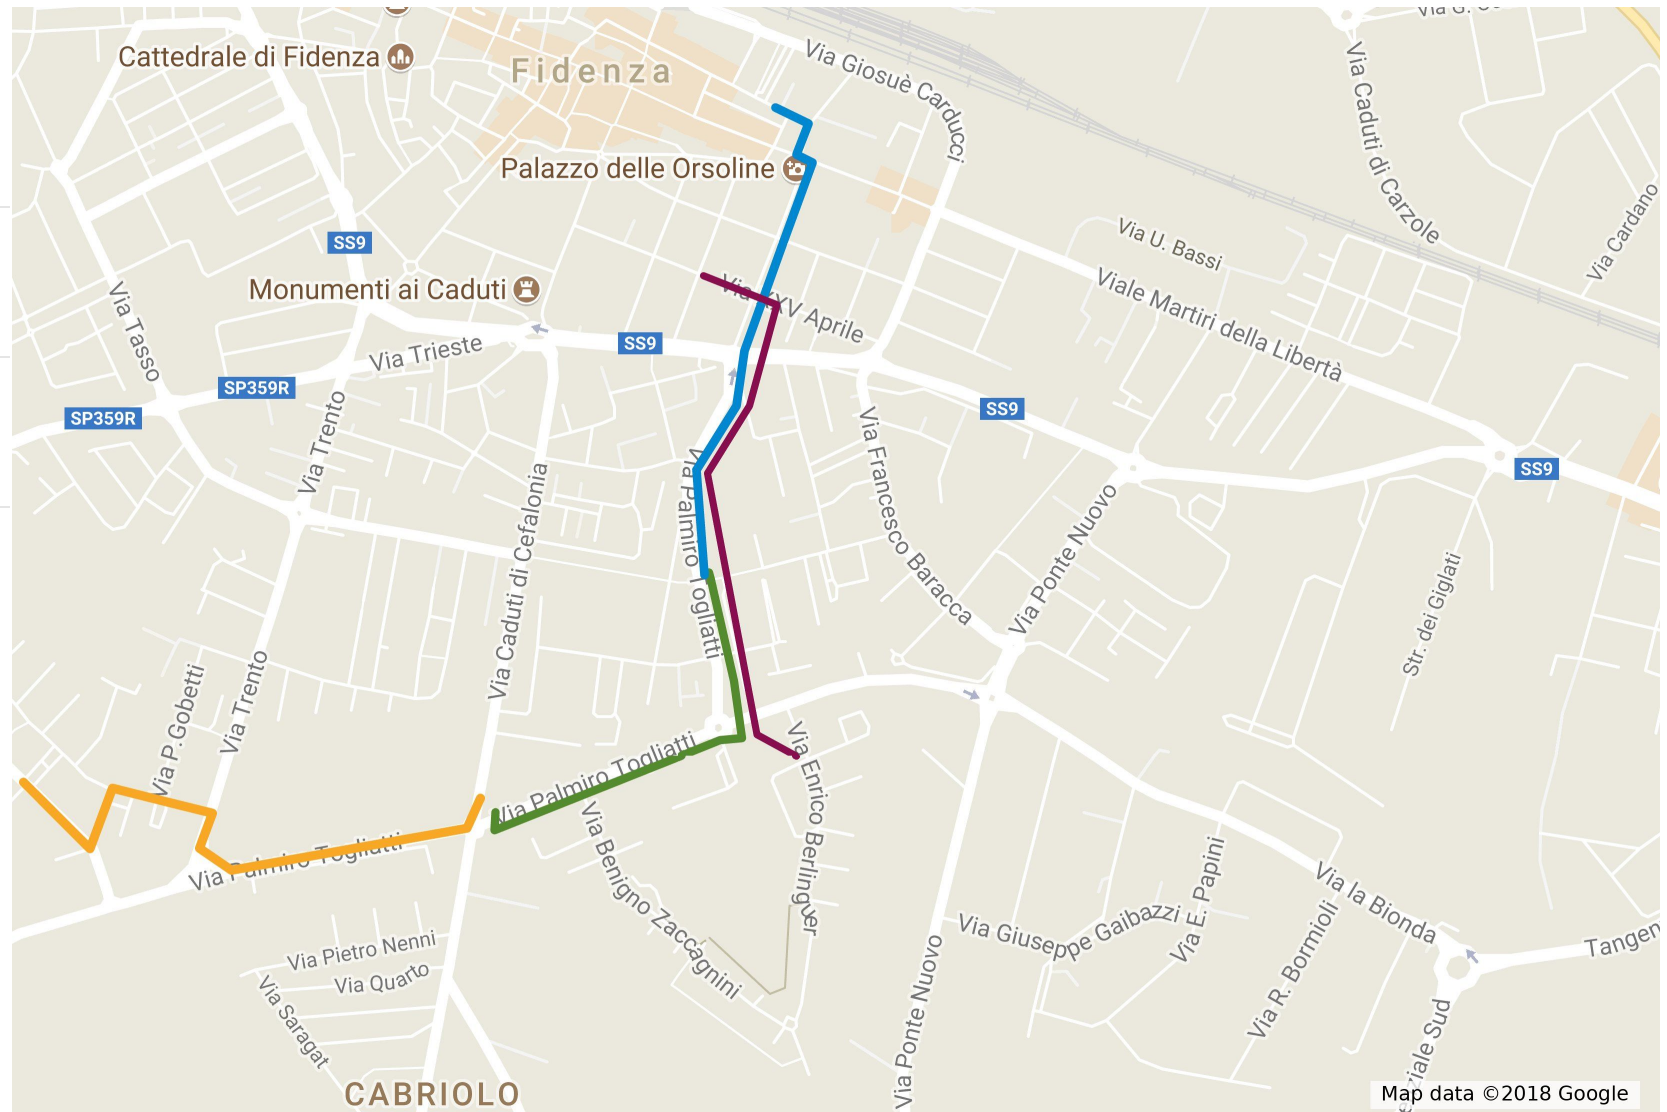 Via G. 
Cattedrale di Fidenza
Fidenza
Via Giosuè Carducci
Via Caduti di Carzole
Palazzo delle Orsoline
Via Cardano
Via U. Bassi
SS9
Monumenti ai Caduti
Via XXV Aprile
Viale Martiri della Libertà
Via Tasso
Via Trieste
SS9
SP359R
SP359R
SS9
Via Trento
Via Francesco Baracca
SS9
Via Caduti di Cefalonia
Via Palmiro Togliatti
Via Ponte Nuovo
Str. dei Giglati
Via P.Gobetti
Via Trento
Via Palmiro Togliatti
Via Enrico Berlinguer
Via Palmiro Togliatti
Via Benigno Zaccagnini
Via E. Papini
Via la Bionda
Via Giuseppe Gaibazzi
Via R. Bormioli
Via Pietro Nenni
Via Quarto
Via Saragat
Via Ponte Nuovo
Tangen
ziale Sud
CABRIOLO
Map data ©2018 Google